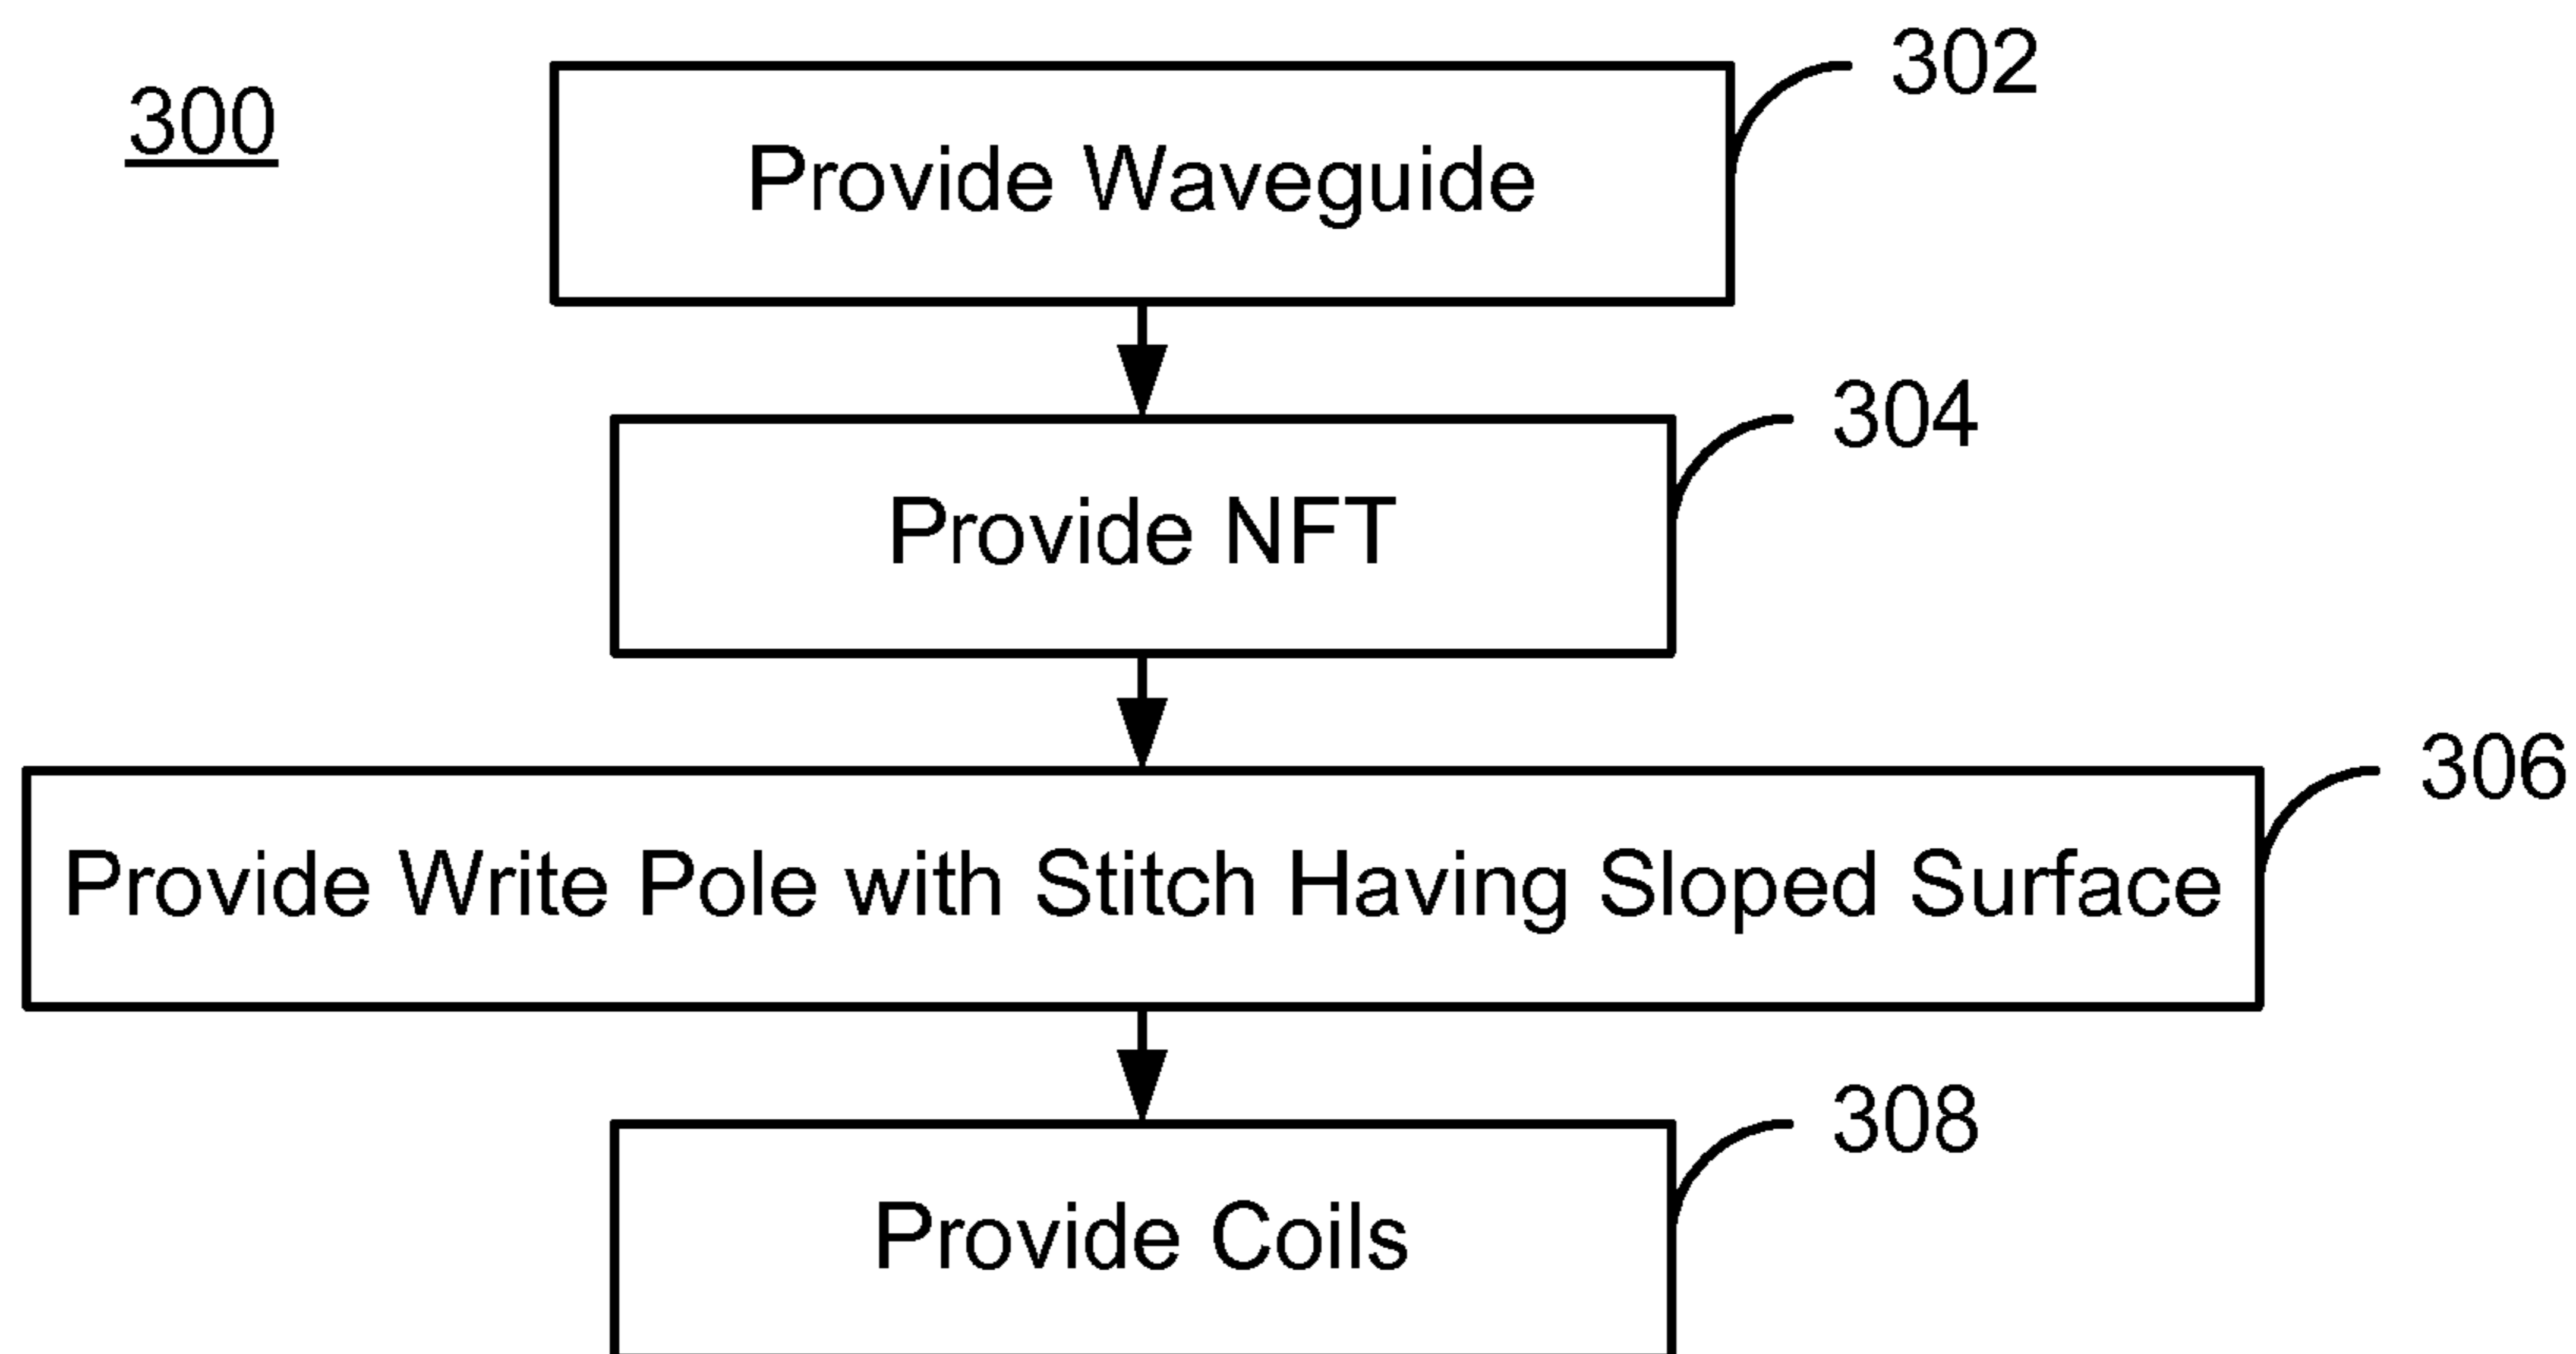 300
302
Provide Waveguide
304
Provide NFT
306
Provide Write Pole with Stitch Having Sloped Surface
308
Provide Coils